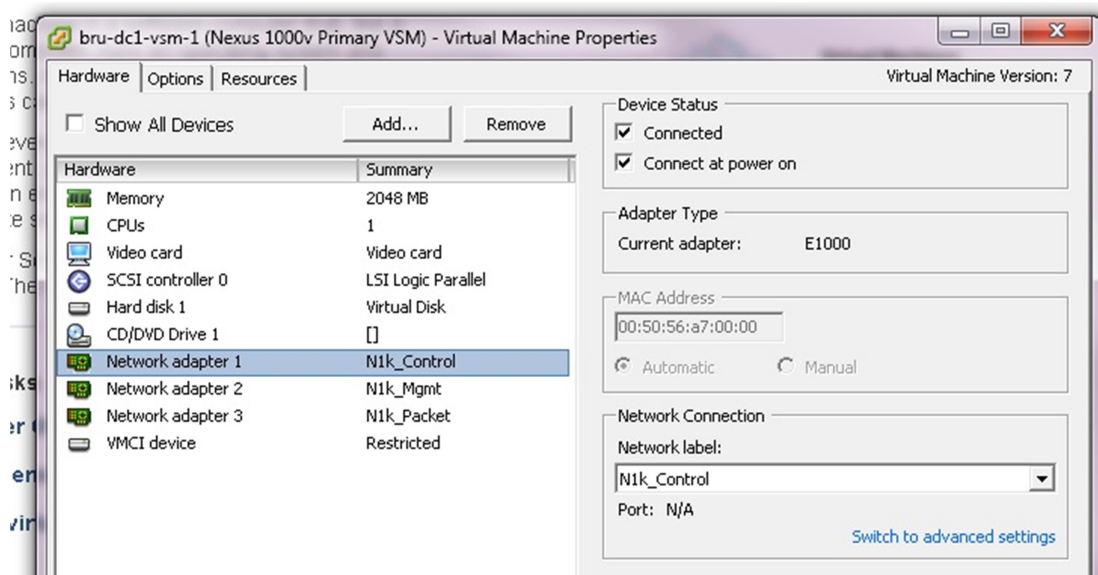 bru-dc1-vsm-1 (Nexus 1000v Primary VSM) - Virtual Machine Properties
Hardware Options Resources
Virtual Machine Version: 7
Show All Devices
Add...
Remove
Hardware Summary
Memory 2048 MB
CPUs 1
Video card Video card
SCSI controller 0 LSI Logic Parallel
Hard disk 1 Virtual Disk
CD/DVD Drive 1 []
Network adapter 1 N1k_Control
Network adapter 2 N1k_Mgmt
Network adapter 3 N1k_Packet
VMCI device Restricted
Device Status
Connected
Connect at power on
Adapter Type
Current adapter: E1000
MAC Address
00:50:56:a7:00:00
Automatic Manual
Network Connection
Network label:
N1k_Control
Port: N/A
Switch to advanced settings